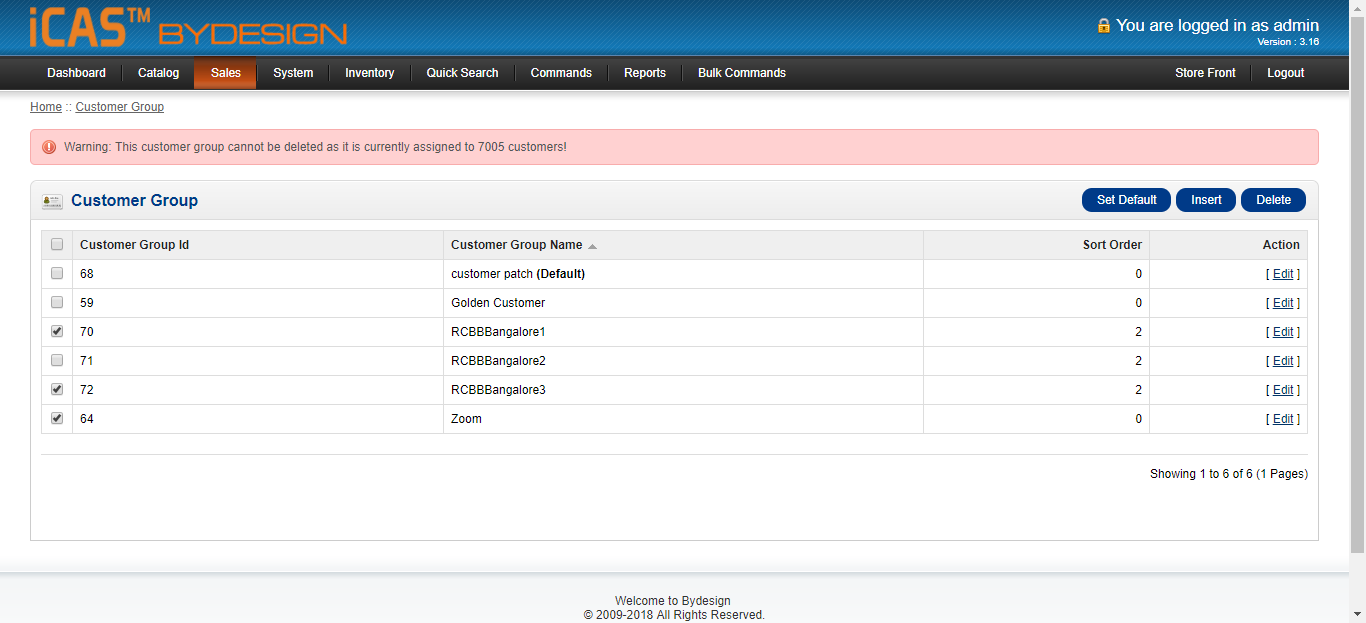 iCAS™ BYDESIGN
You are logged in as admin
Version : 3.16
Dashboard Catalog Sales System Inventory Quick Search Commands Reports Bulk Commands Store Front Logout
Home :: Customer Group
Warning: This customer group cannot be deleted as it is currently assigned to 7005 customers!
Customer Group Set Default Insert Delete
Customer Group Id Customer Group Name Sort Order Action
68 customer patch (Default) 0 [ Edit ]
59 Golden Customer 0 [ Edit ]
70 RCBBBangalore1 2 [ Edit ]
71 RCBBBangalore2 2 [ Edit ]
72 RCBBBangalore3 2 [ Edit ]
64 Zoom 0 [ Edit ]
Showing 1 to 6 of 6 (1 Pages)
Welcome to Bydesign
© 2009-2018 All Rights Reserved.